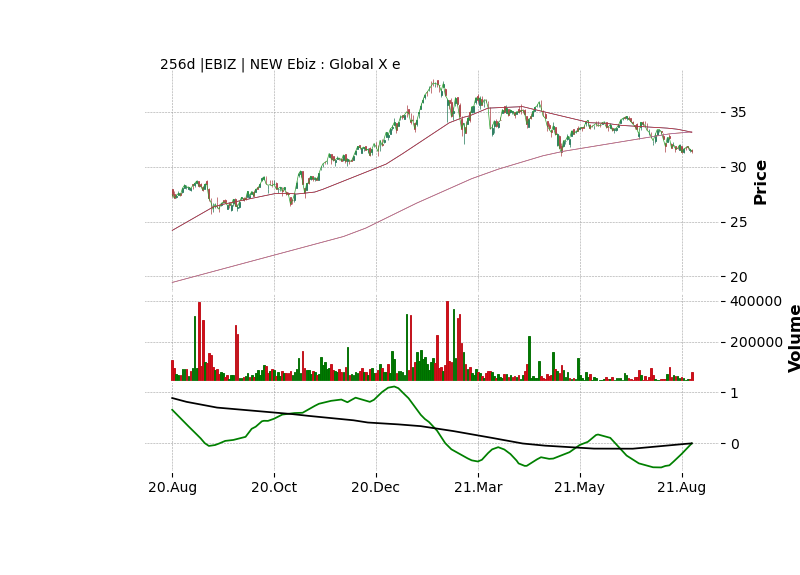 256d |EBIZ | NEW Ebiz : Global X e
35
30
25
20
Price
400000
200000
Volume
1
0
20.Aug 20.Oct 20.Dec 21.Mar 21.May 21.Aug